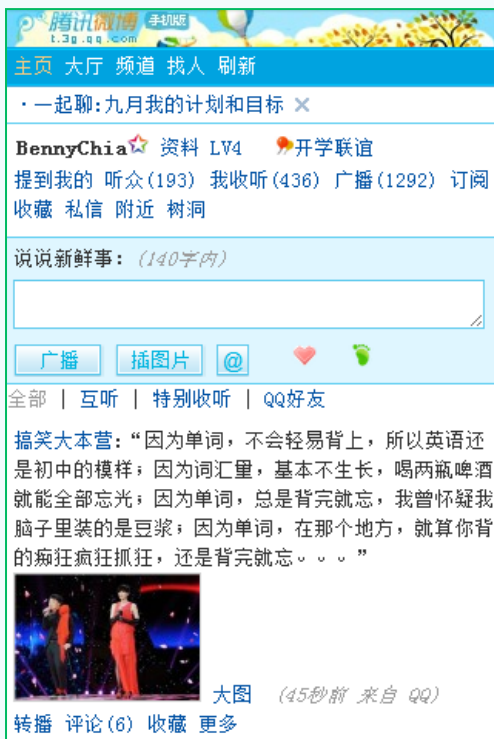 腾讯微博 手机版
t.3g.qq.com
主页 大厅 频道 找人 刷新
·一起聊:九月我的计划和目标 ×
BennyChia 资料 LV4 开学联谊
提到我的 听众(193) 我收听(436) 广播(1292) 订阅
收藏 私信 附近 树洞
说说新鲜事: (140字内)
广播 插图片 @
全部 | 互听 | 特别收听 | QQ好友
搞笑大本营:“因为单词，不会轻易背上，所以英语还
是初中的模样；因为词汇量，基本不生长，喝两瓶啤酒
就能全部忘光；因为单词，总是背完就忘，我曾怀疑我
脑子里装的是豆浆；因为单词，在那个地方，就算你背
的痴狂疯狂抓狂，还是背完就忘。。。”
大图 (45秒前 来自 QQ)
转播 评论(6) 收藏 更多